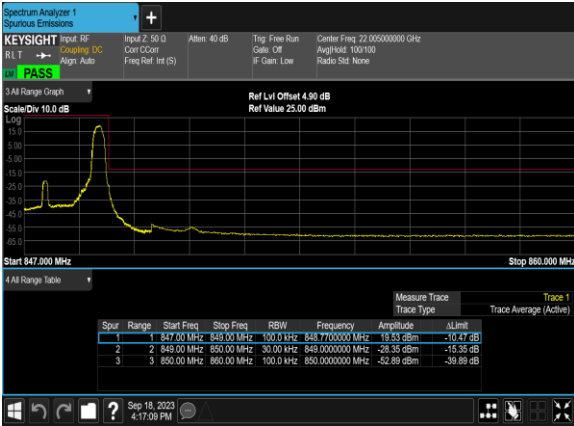 Spectrum Analyzer 1
Spurious Emissions
+
KEYSIGHT Input: RF Input Z: 50 Ω Atten: 40 dB Trig: Free Run Center Freq: 22.005000000 GHz
R L T Coupling: DC Corr CCorr Gate: Off Avg|Hold: 100/100
Align: Auto Freq Ref: Int (S) IF Gain: Low Radio Std: None
LW PASS
3 All Range Graph
Ref Lvl Offset 4.90 dB
Scale/Div 10.0 dB Ref Value 25.00 dBm
Log
15.0
5.00
-5.00
-15.0
-25.0
-35.0
-45.0
-55.0
-65.0
Start 847.000 MHz Stop 860.000 MHz
4 All Range Table
Measure Trace Trace 1
Trace Type Trace Average (Active)
Spur Range Start Freq Stop Freq RBW Frequency Amplitude ΔLimit
1 1 847.00 MHz 849.00 MHz 100.0 kHz 848.7700000 MHz 19.53 dBm -10.47 dB
2 2 849.00 MHz 850.00 MHz 30.00 kHz 849.0000000 MHz -28.35 dBm -15.35 dB
3 3 850.00 MHz 860.00 MHz 100.0 kHz 850.0000000 MHz -52.89 dBm -39.89 dB
? Sep 18, 2023
4:17:09 PM